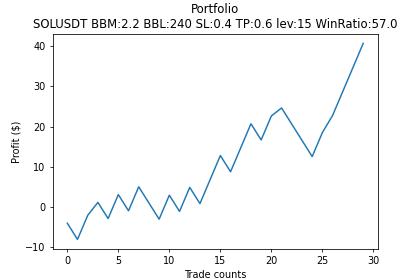 Portfolio
SOLUSDT BBM:2.2 BBL:240 SL:0.4 TP:0.6 lev:15 WinRatio:57.0
40
30
20
10
0
−10
Profit ($)
0 5 10 15 20 25 30
Trade counts